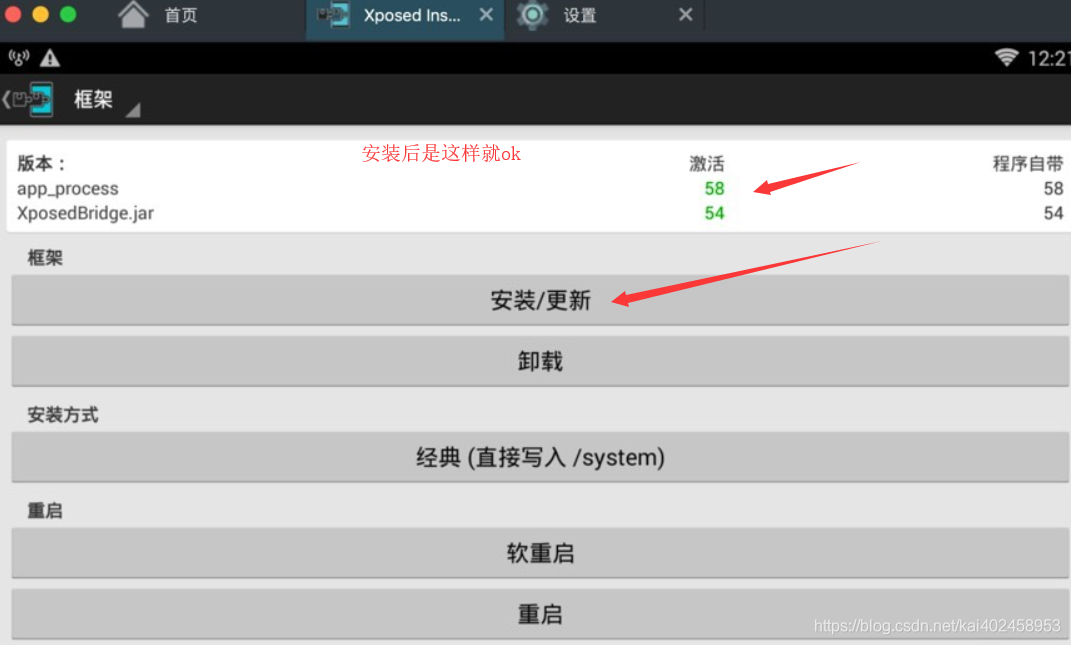 首页
Xposed Ins...
设置
12:21
框架
安装后是这样就ok
版本： 激活 程序自带
app_process 58 58
XposedBridge.jar 54 54
框架
安装/更新
卸载
安装方式
经典 (直接写入 /system)
重启
软重启
重启
https://blog.csdn.net/kai402458953